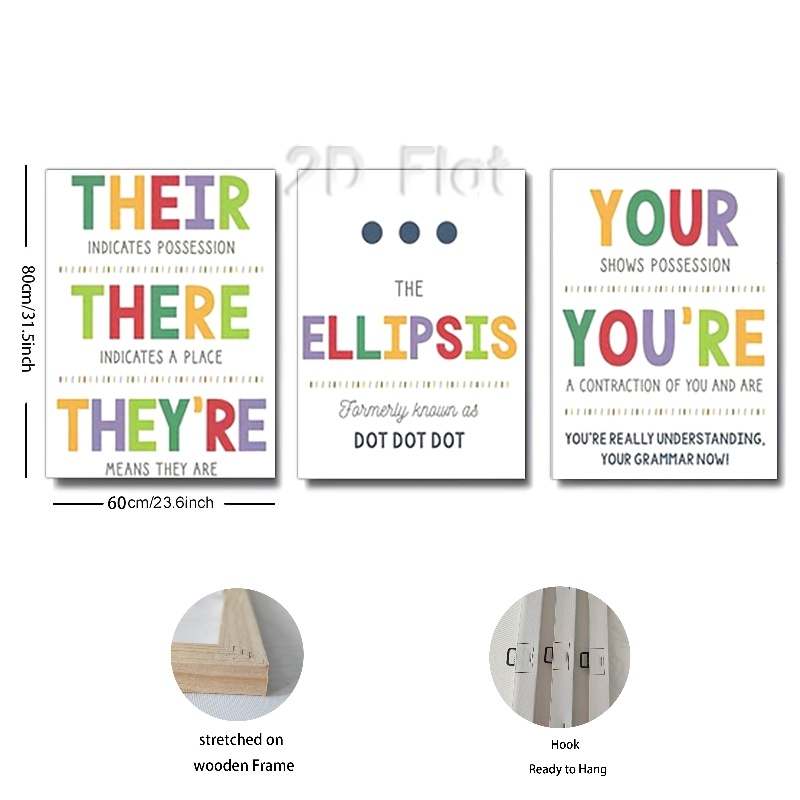 2D Flat
80cm/31.5inch
THEIR
INDICATES POSSESSION
THERE
INDICATES A PLACE
THEY'RE
MEANS THEY ARE
THE
ELLIPSIS
Formerly known as
DOT DOT DOT
YOUR
SHOWS POSSESSION
YOU'RE
A CONTRACTION OF YOU AND ARE
YOU'RE REALLY UNDERSTANDING,
YOUR GRAMMAR NOW!
60cm/23.6inch
stretched on
wooden Frame
Hook
Ready to Hang